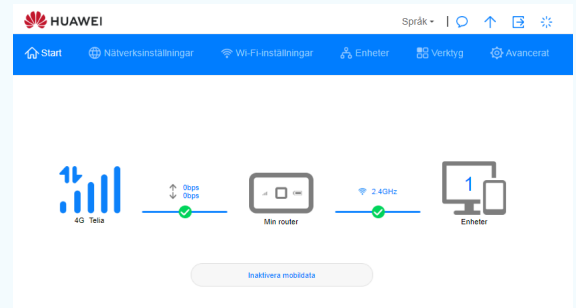 HUAWEI
Språk
Start Nätverksinställningar Wi-Fi-inställningar Enheter Verktyg Avancerat
0bps
0bps
2.4GHz
1
4G Telia
Min router
Enheter
Inaktivera mobildata